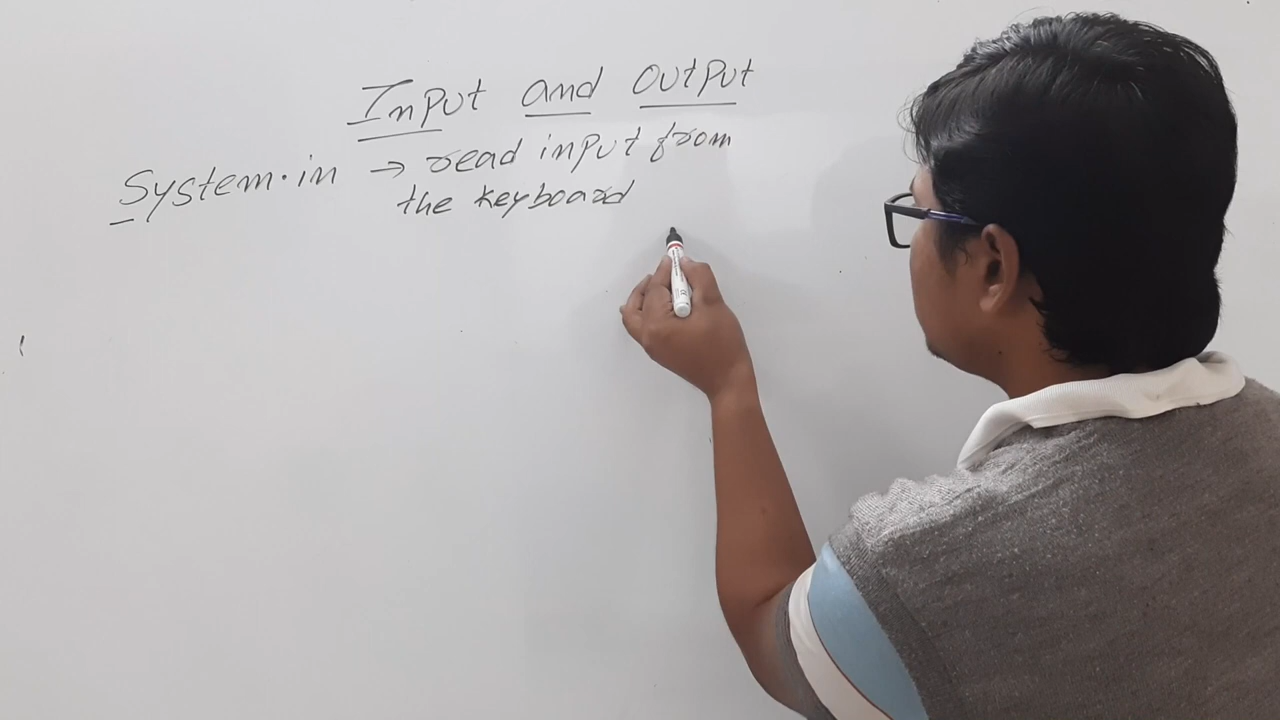 Input and output
System.in → read input from
the keyboard